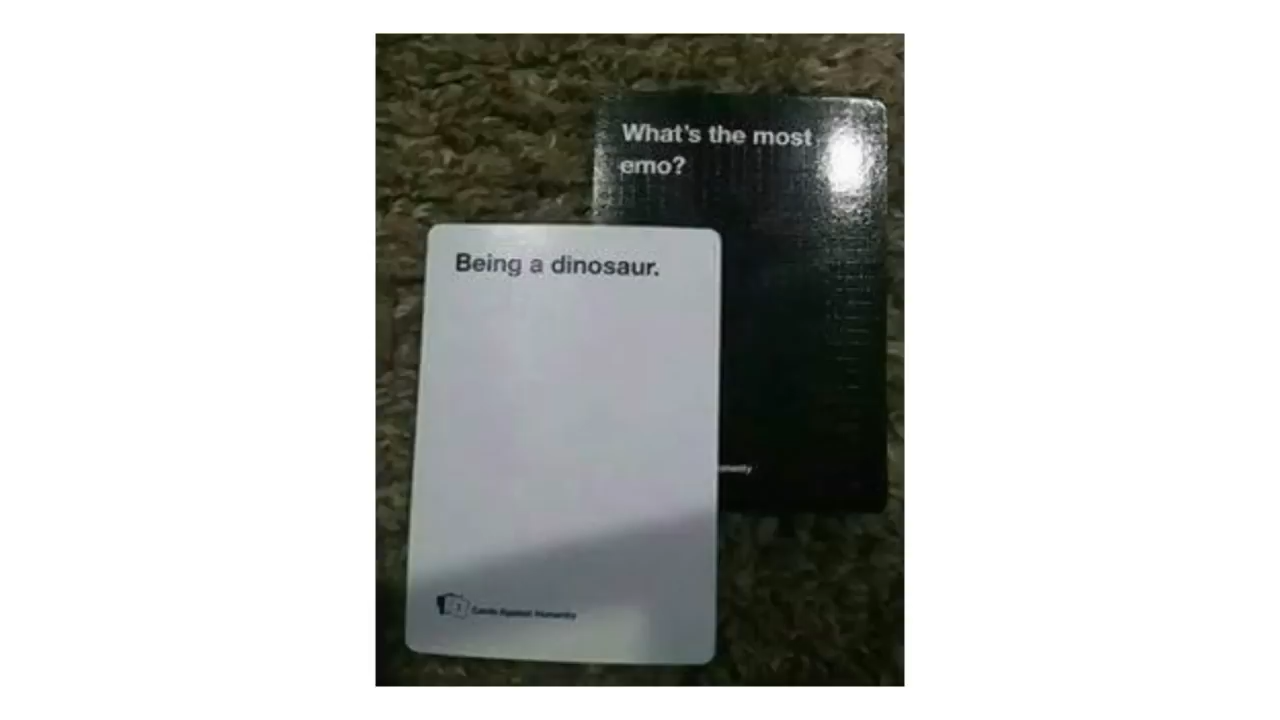 What's the most
emo?
Being a dinosaur.
Cards Against Humanity